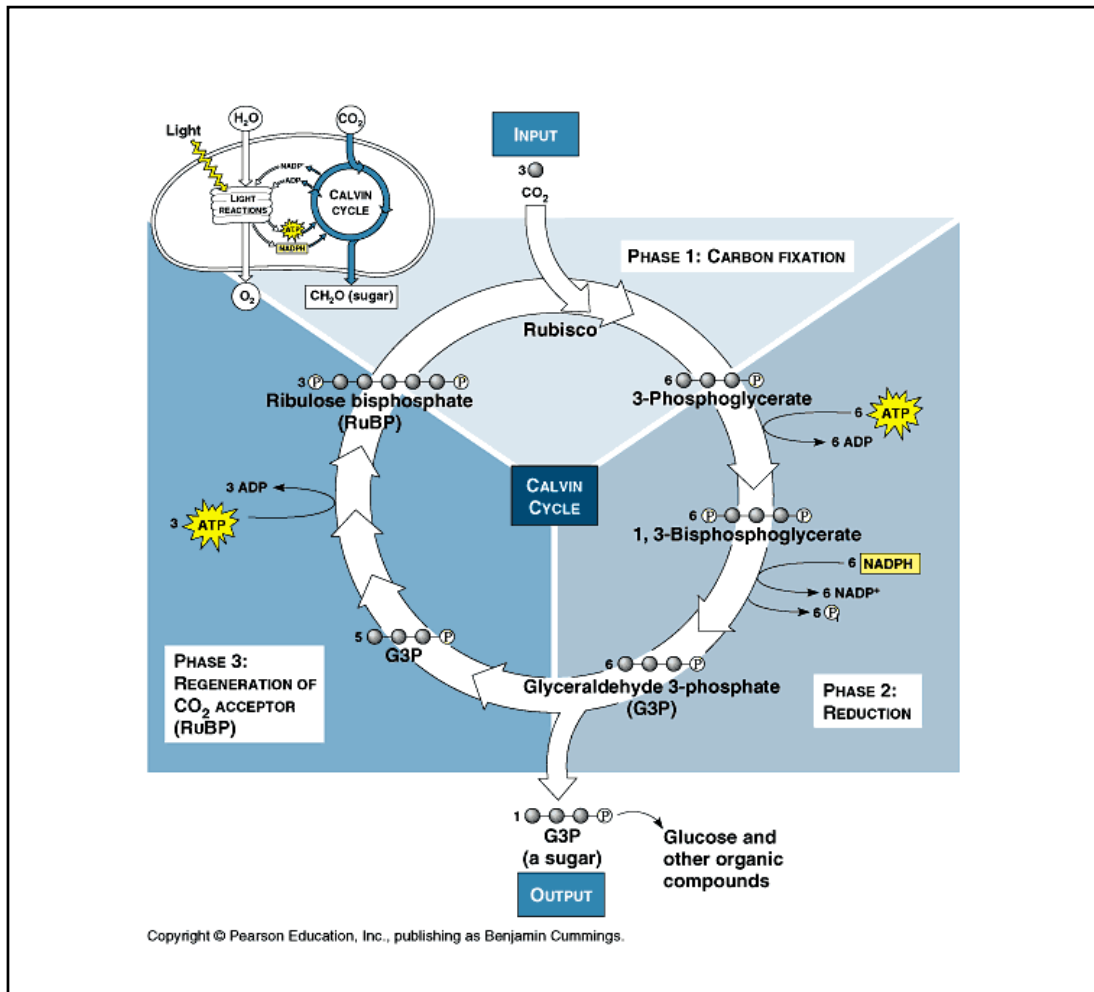 H₂O
CO₂
Light
NADP⁺
ADP
LIGHT
REACTIONS
CALVIN
CYCLE
ATP
NADPH
O₂
CH₂O (sugar)
INPUT
3
CO₂
PHASE 1: CARBON FIXATION
Rubisco
3 P P
Ribulose bisphosphate
(RuBP)
6 P
3-Phosphoglycerate
6 ATP
6 ADP
CALVIN
CYCLE
3 ADP
3 ATP
6 P P
1, 3-Bisphosphoglycerate
6 NADPH
6 NADP⁺
6 Pi
5 P
G3P
6 P
Glyceraldehyde 3-phosphate
(G3P)
PHASE 3:
REGENERATION OF
CO₂ ACCEPTOR
(RuBP)
PHASE 2:
REDUCTION
1 P
G3P
(a sugar)
Glucose and
other organic
compounds
OUTPUT
Copyright © Pearson Education, Inc., publishing as Benjamin Cummings.